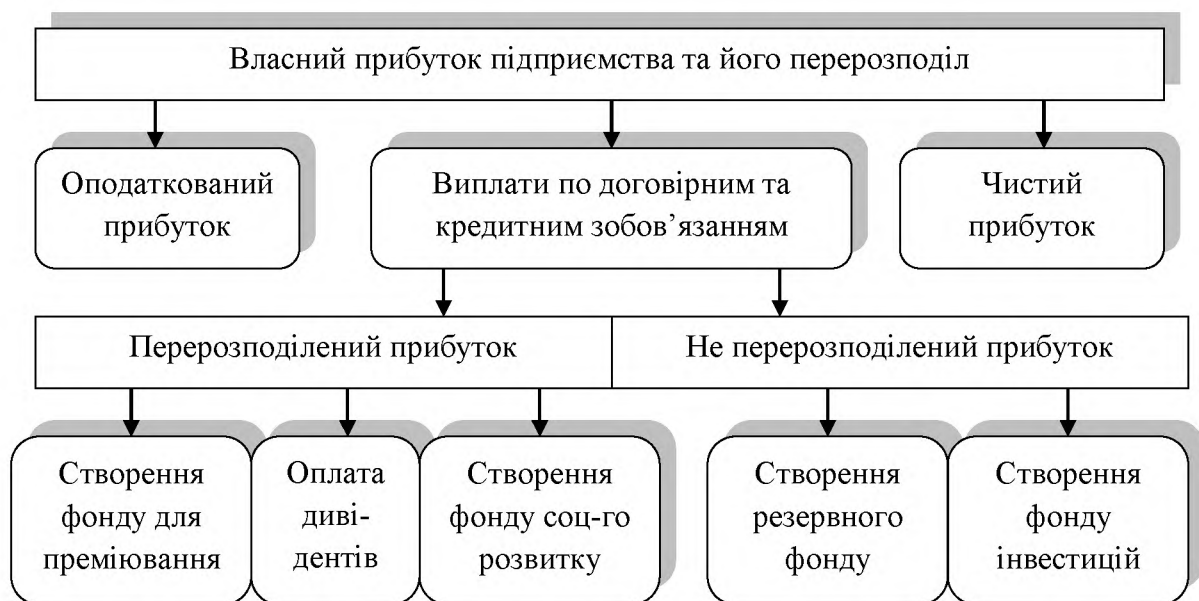 Власний прибуток підприємства та його перерозподіл
Оподаткований
прибуток
Виплати по договірним та
кредитним зобов’язанням
Чистий
прибуток
Перерозподілений прибуток
Не перерозподілений прибуток
Створення
фонду для
преміювання
Оплата
диві-
дентів
Створення
фонду соц-го
розвитку
Створення
резервного
фонду
Створення
фонду
інвестицій